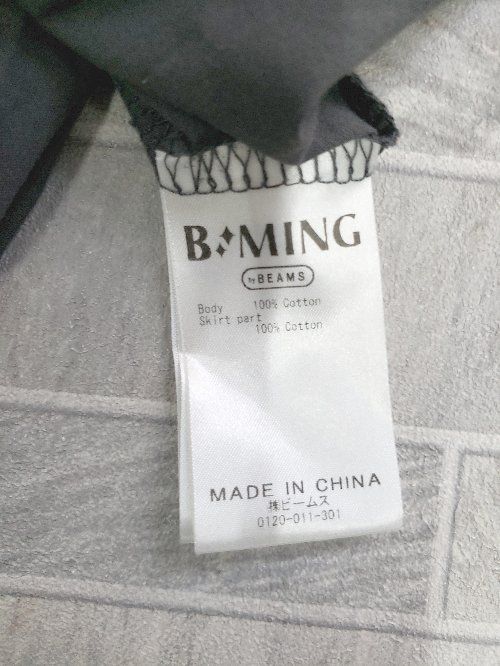 B:MING
by BEAMS
Body 100% Cotton
Skirt part
100% Cotton
MADE IN CHINA
㈱ビームス
0120-011-301